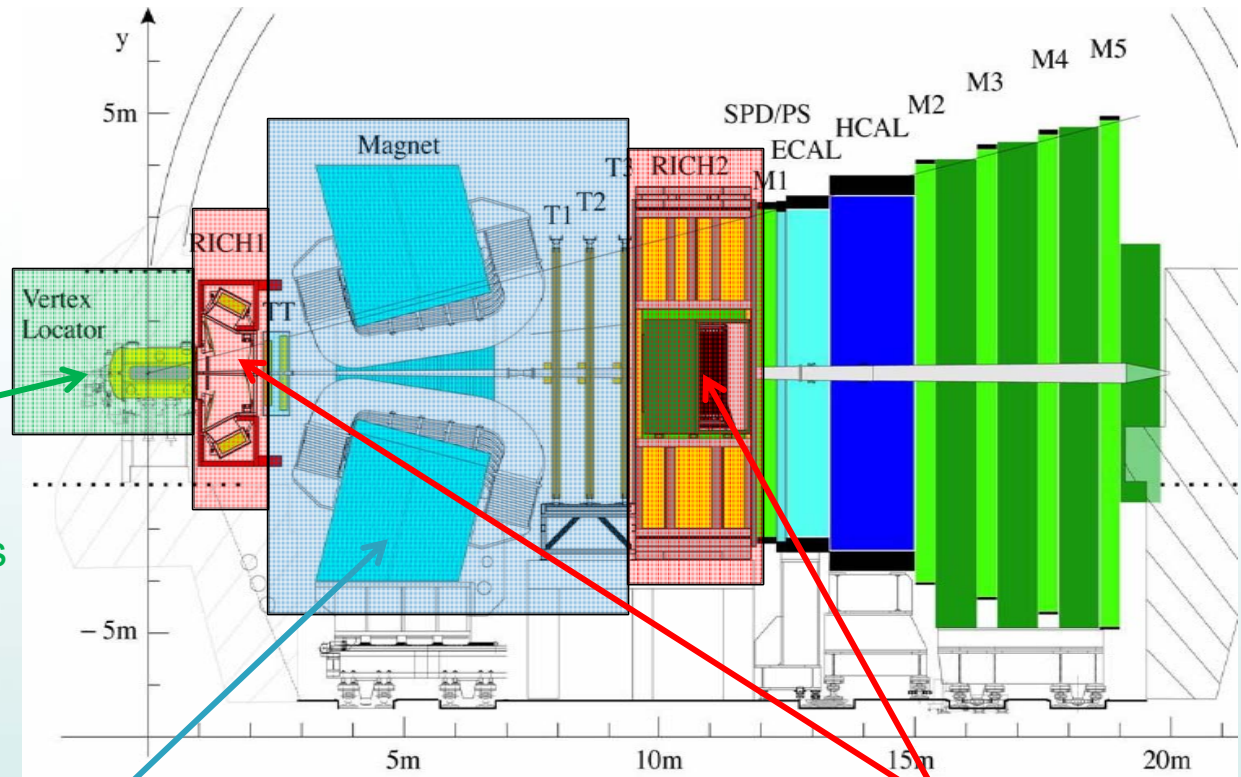 y
5m
Magnet
RICH1
Vertex
Locator
TT
T1
T2
T3
RICH2
M1
SPD/PS
ECAL
HCAL
M2
M3
M4
M5
s
– 5m
5m
10m
15m
20m